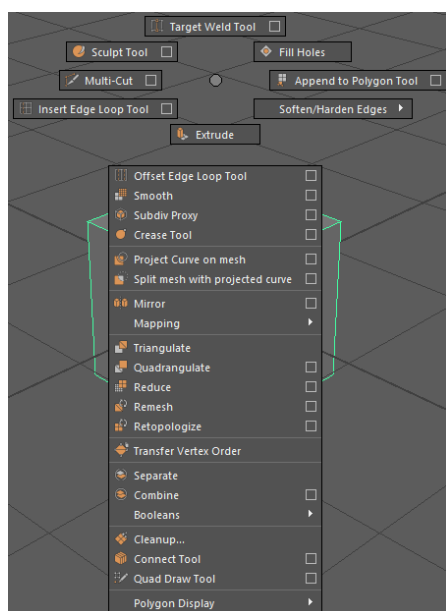 Target Weld Tool
Sculpt Tool
Fill Holes
Multi-Cut
Append to Polygon Tool
Insert Edge Loop Tool
Soften/Harden Edges
Extrude
Offset Edge Loop Tool
Smooth
Subdiv Proxy
Crease Tool
Project Curve on mesh
Split mesh with projected curve
Mirror
Mapping
Triangulate
Quadrangulate
Reduce
Remesh
Retopologize
Transfer Vertex Order
Separate
Combine
Booleans
Cleanup...
Connect Tool
Quad Draw Tool
Polygon Display